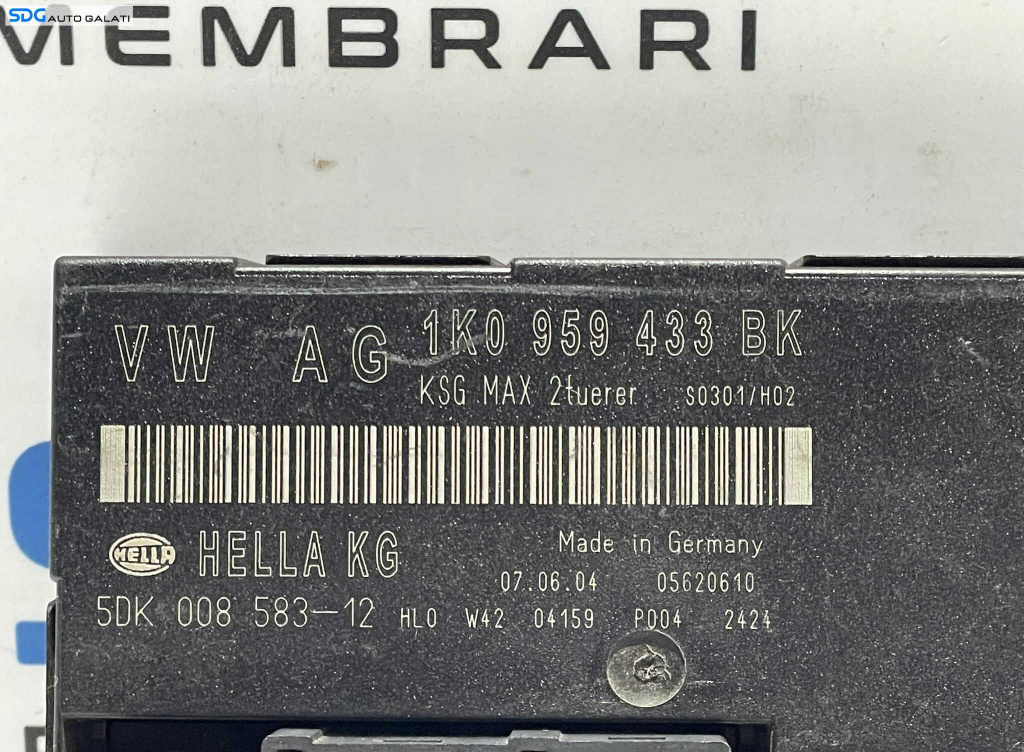 SDG AUTO GALATI
MEMBRARI
VW AG 1K0 959 433 BK
KSG MAX 2tuerer S0301/H02
HELLA HELLA KG Made in Germany
07.06.04 05620610
5DK 008 583-12 HLO W42 04159 P004 2424